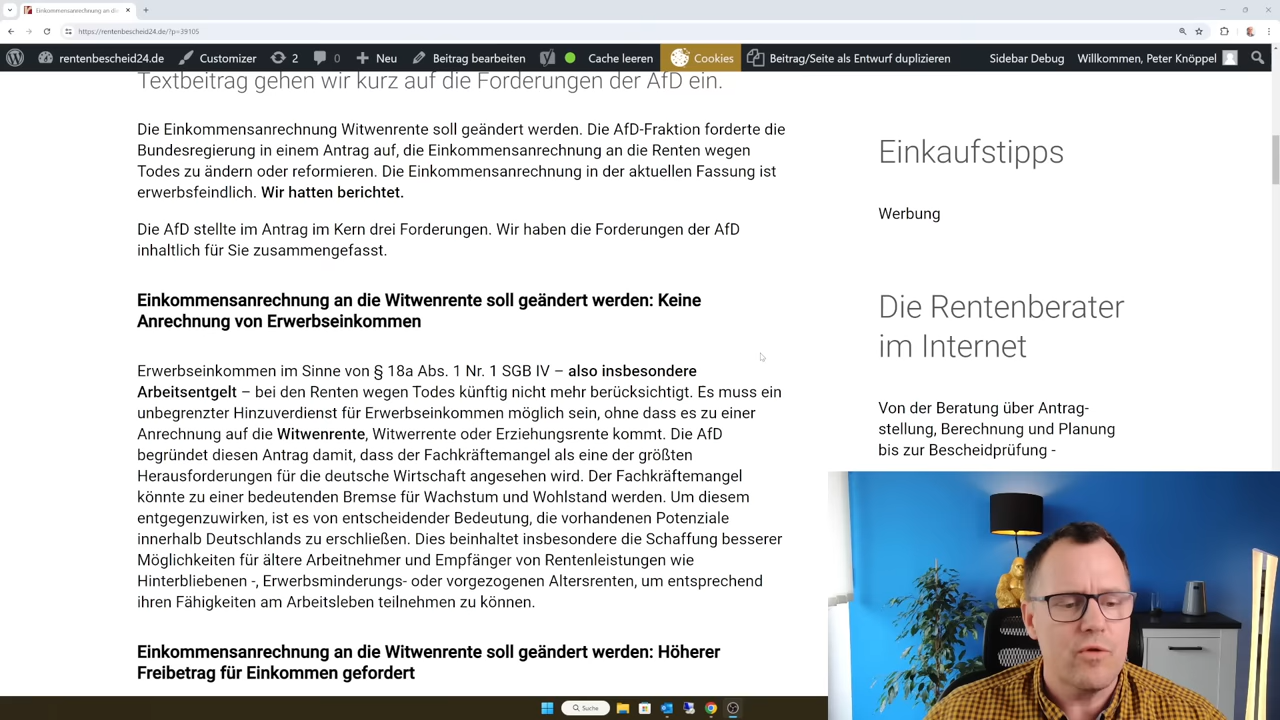 Einkommensanrechnung an die
https://rentenbescheid24.de/?p=39105
rentenbescheid24.de Customizer 2 0 Neu Beitrag bearbeiten Cache leeren Cookies Beitrag/Seite als Entwurf duplizieren Sidebar Debug Willkommen, Peter Knöppel
Textbeitrag gehen wir kurz auf die Forderungen der AfD ein.
Die Einkommensanrechnung Witwenrente soll geändert werden. Die AfD-Fraktion forderte die
Bundesregierung in einem Antrag auf, die Einkommensanrechnung an die Renten wegen
Todes zu ändern oder reformieren. Die Einkommensanrechnung in der aktuellen Fassung ist
erwerbsfeindlich. Wir hatten berichtet.
Die AfD stellte im Antrag im Kern drei Forderungen. Wir haben die Forderungen der AfD
inhaltlich für Sie zusammengefasst.
Einkommensanrechnung an die Witwenrente soll geändert werden: Keine
Anrechnung von Erwerbseinkommen
Erwerbseinkommen im Sinne von § 18a Abs. 1 Nr. 1 SGB IV – also insbesondere
Arbeitsentgelt – bei den Renten wegen Todes künftig nicht mehr berücksichtigt. Es muss ein
unbegrenzter Hinzuverdienst für Erwerbseinkommen möglich sein, ohne dass es zu einer
Anrechnung auf die Witwenrente, Witwerrente oder Erziehungsrente kommt. Die AfD
begründet diesen Antrag damit, dass der Fachkräftemangel als eine der größten
Herausforderungen für die deutsche Wirtschaft angesehen wird. Der Fachkräftemangel
könnte zu einer bedeutenden Bremse für Wachstum und Wohlstand werden. Um diesem
entgegenzuwirken, ist es von entscheidender Bedeutung, die vorhandenen Potenziale
innerhalb Deutschlands zu erschließen. Dies beinhaltet insbesondere die Schaffung besserer
Möglichkeiten für ältere Arbeitnehmer und Empfänger von Rentenleistungen wie
Hinterbliebenen -, Erwerbsminderungs- oder vorgezogenen Altersrenten, um entsprechend
ihren Fähigkeiten am Arbeitsleben teilnehmen zu können.
Einkommensanrechnung an die Witwenrente soll geändert werden: Höherer
Freibetrag für Einkommen gefordert
Einkaufstipps
Werbung
Die Rentenberater
im Internet
Von der Beratung über Antrag-
stellung, Berechnung und Planung
bis zur Bescheidprüfung -
Suche